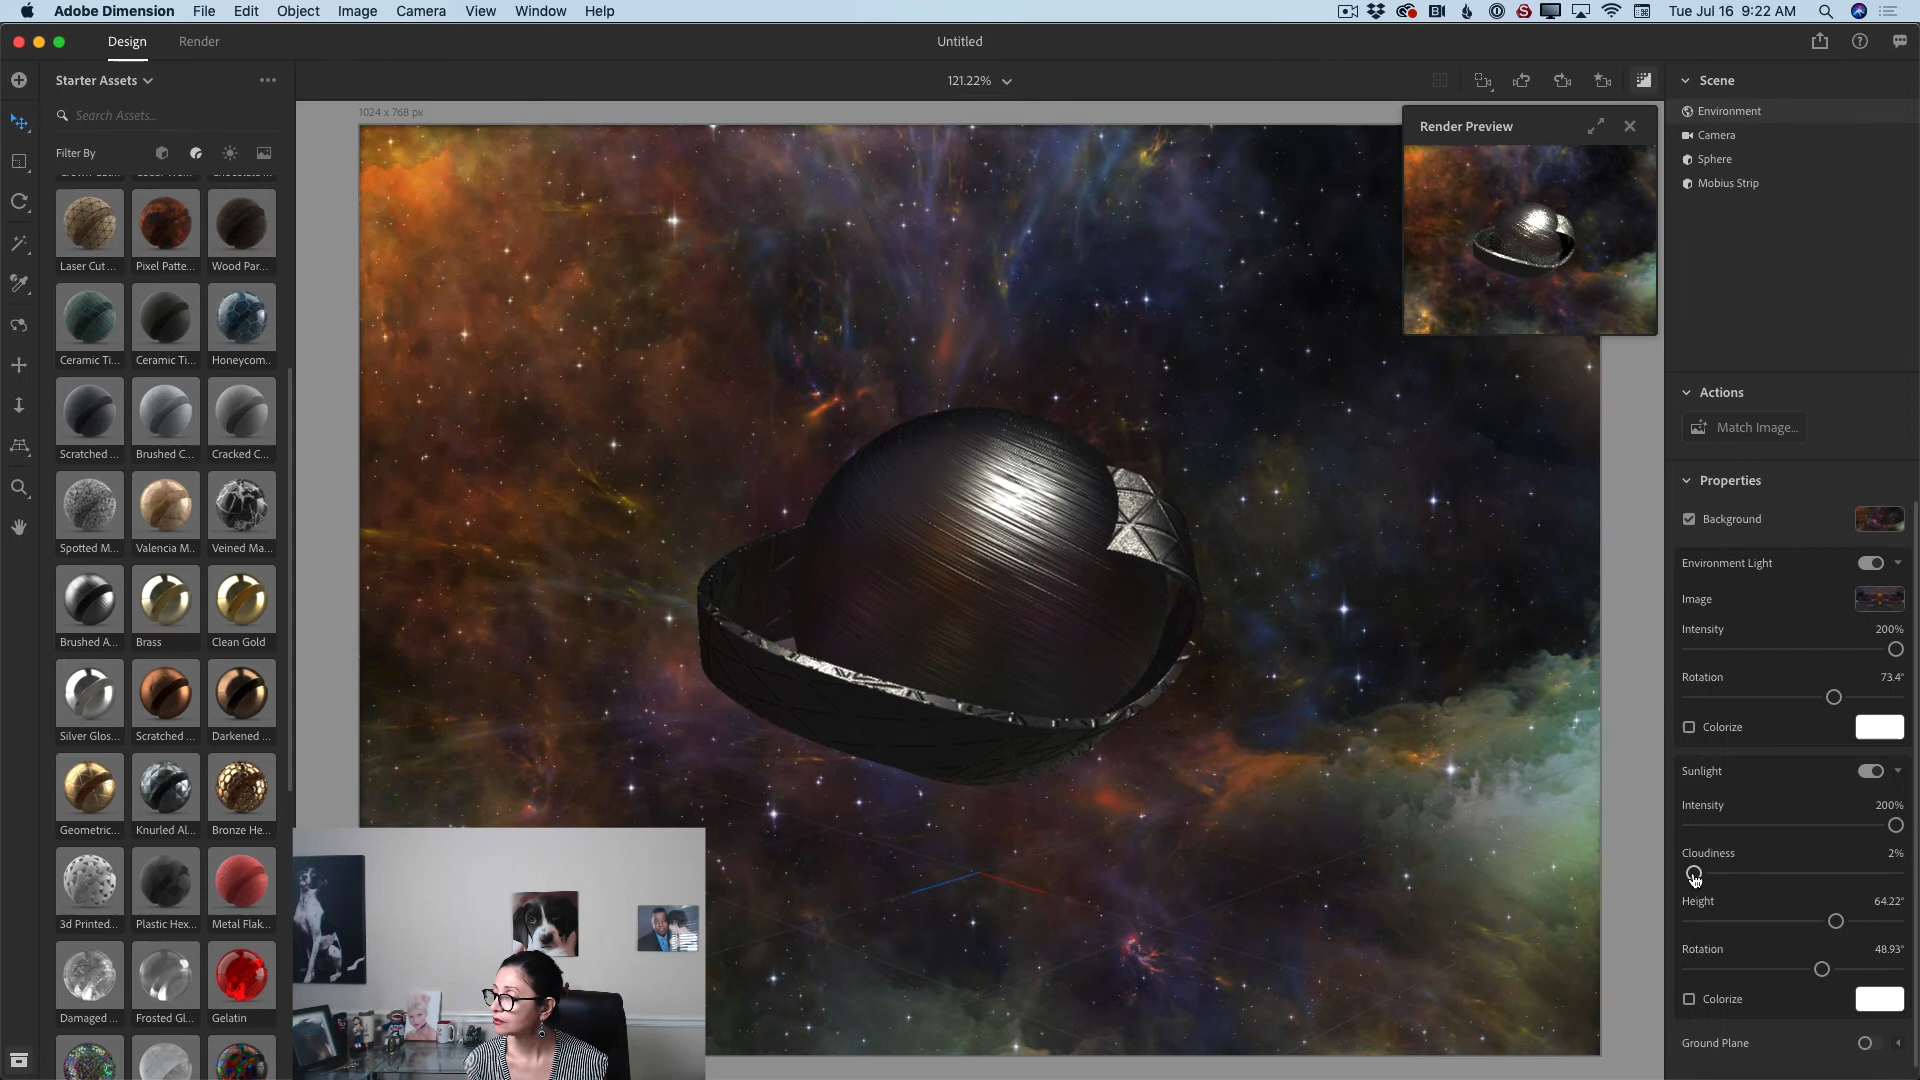 Adobe Dimension File Edit Object Image Camera View Window Help
Tue Jul 16 9:22 AM
Design Render
Untitled
Starter Assets
121.22%
Search Assets...
Filter By
1024 x 768 px
Laser Cut ... Pixel Patte... Wood Par...
Ceramic Ti... Ceramic Ti... Honeycom..
Scratched ... Brushed C... Cracked C...
Spotted M... Valencia M.. Veined Ma...
Brushed A... Brass Clean Gold
Silver Glos... Scratched ... Darkened ...
Geometric... Knurled Al... Bronze He...
3d Printed... Plastic Hex... Metal Flak...
Damaged ... Frosted Gl... Gelatin
Render Preview
Scene
Environment
Camera
Sphere
Mobius Strip
Actions
Match Image...
Properties
Background
Environment Light
Image
Intensity 200%
Rotation 73.4°
Colorize
Sunlight
Intensity 200%
Cloudiness 2%
Height 64.22°
Rotation 48.93°
Colorize
Ground Plane